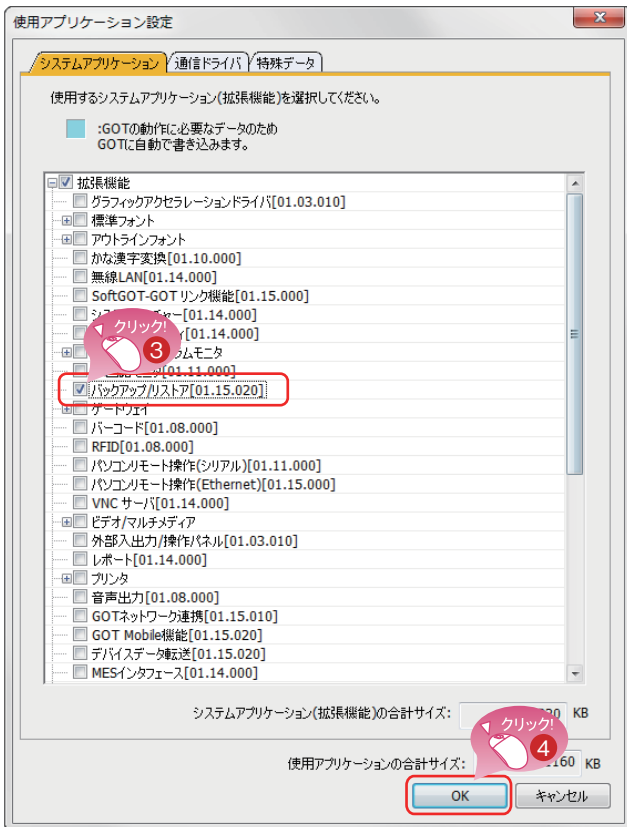 使用アプリケーション設定
システムアプリケーション 通信ドライバ 特殊データ
使用するシステムアプリケーション(拡張機能)を選択してください。
:GOTの動作に必要なデータのため
GOTに自動で書き込みます。
拡張機能
グラフィックアクセラレーションドライバ[01.03.010]
標準フォント
アウトラインフォント
かな漢字変換[01.10.000]
無線LAN[01.14.000]
SoftGOT-GOTリンク機能[01.15.000]
[01.14.000]
クリック!
[01.14.000]
③
ラムモニタ
[01.11.000]
バックアップ/リストア[01.15.020]
ゲートウェイ
バーコード[01.08.000]
RFID[01.08.000]
パソコンリモート操作(シリアル)[01.11.000]
パソコンリモート操作(Ethernet)[01.15.000]
VNC サーバ[01.14.000]
ビデオ/マルチメディア
外部入出力/操作パネル[01.03.010]
レポート[01.14.000]
プリンタ
音声出力[01.08.000]
GOTネットワーク連携[01.15.010]
GOT Mobile機能[01.15.020]
デバイスデータ転送[01.15.020]
MESインタフェース[01.14.000]
システムアプリケーション(拡張機能)の合計サイズ: KB
クリック!
④
使用アプリケーションの合計サイズ: 160 KB
OK キャンセル